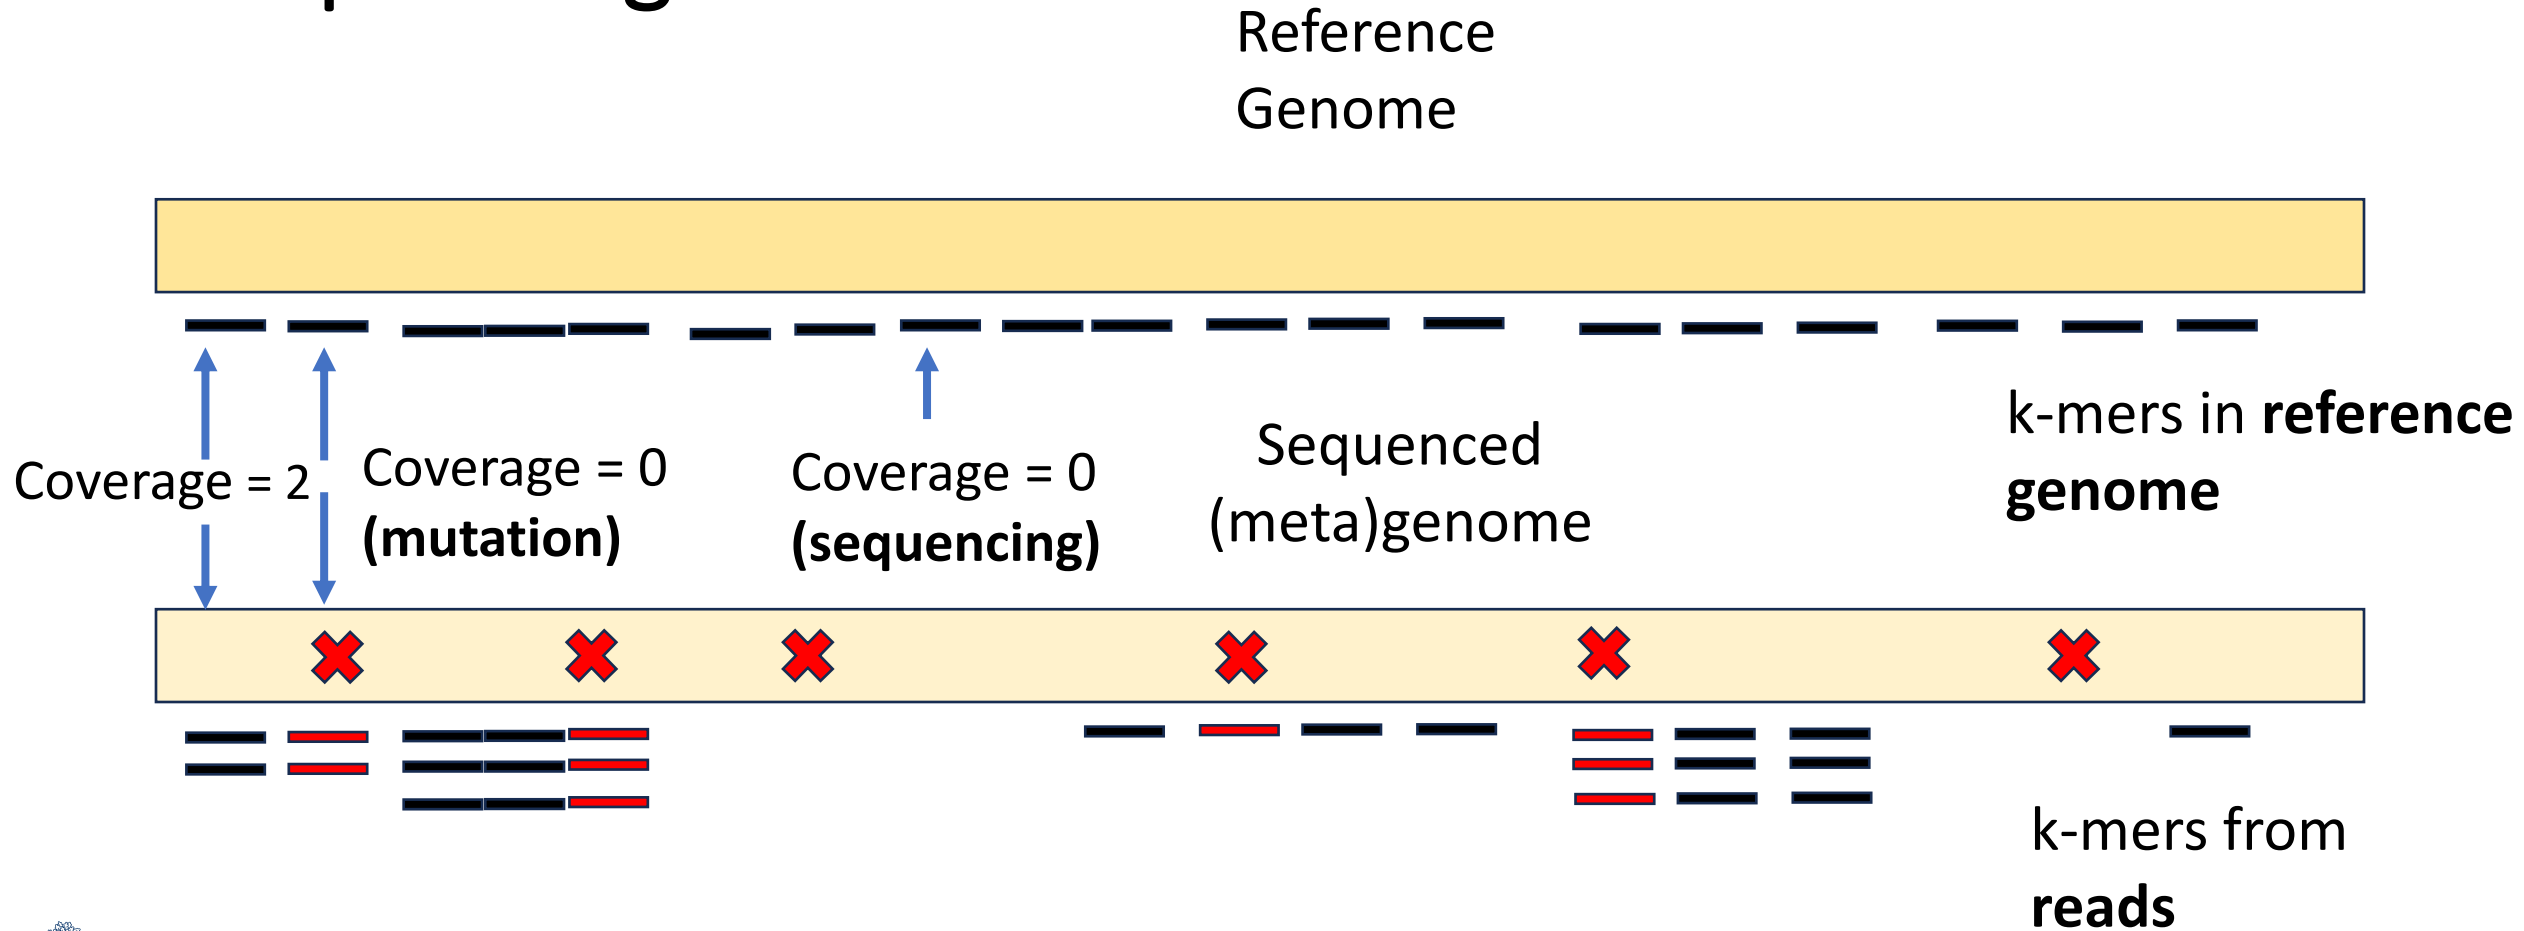 Reference
Genome
Coverage = 2
Coverage = 0
(mutation)
Coverage = 0
(sequencing)
Sequenced
(meta)genome
k-mers in reference
genome
k-mers from
reads